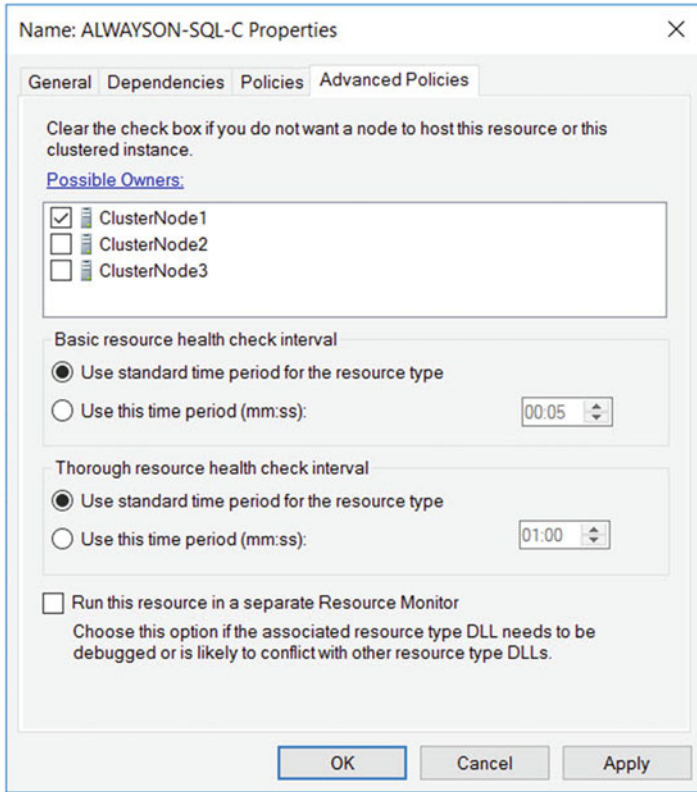 Name: ALWAYSON-SQL-C Properties
General Dependencies Policies Advanced Policies
Clear the check box if you do not want a node to host this resource or this
clustered instance.
Possible Owners:
ClusterNode1
ClusterNode2
ClusterNode3
Basic resource health check interval
Use standard time period for the resource type
Use this time period (mm:ss): 00:05
Thorough resource health check interval
Use standard time period for the resource type
Use this time period (mm:ss): 01:00
Run this resource in a separate Resource Monitor
Choose this option if the associated resource type DLL needs to be
debugged or is likely to conflict with other resource type DLLs.
OK Cancel Apply